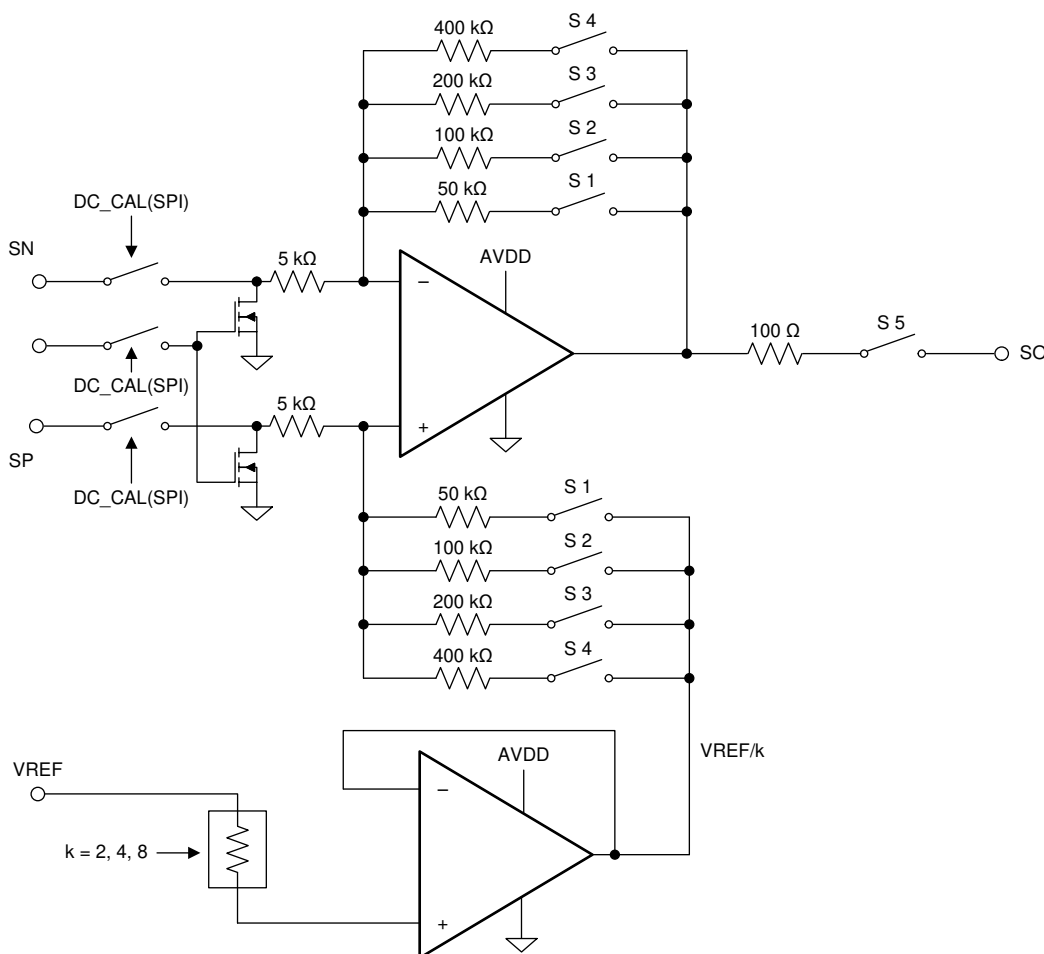 S 4
400 kΩ
S 3
200 kΩ
S 2
100 kΩ
S 1
50 kΩ
DC_CAL(SPI)
SN
5 kΩ
AVDD
–
S 5
100 Ω
SO
DC_CAL(SPI)
5 kΩ
+
SP
DC_CAL(SPI)
S 1
50 kΩ
S 2
100 kΩ
S 3
200 kΩ
S 4
400 kΩ
VREF/k
AVDD
VREF
–
k = 2, 4, 8
+